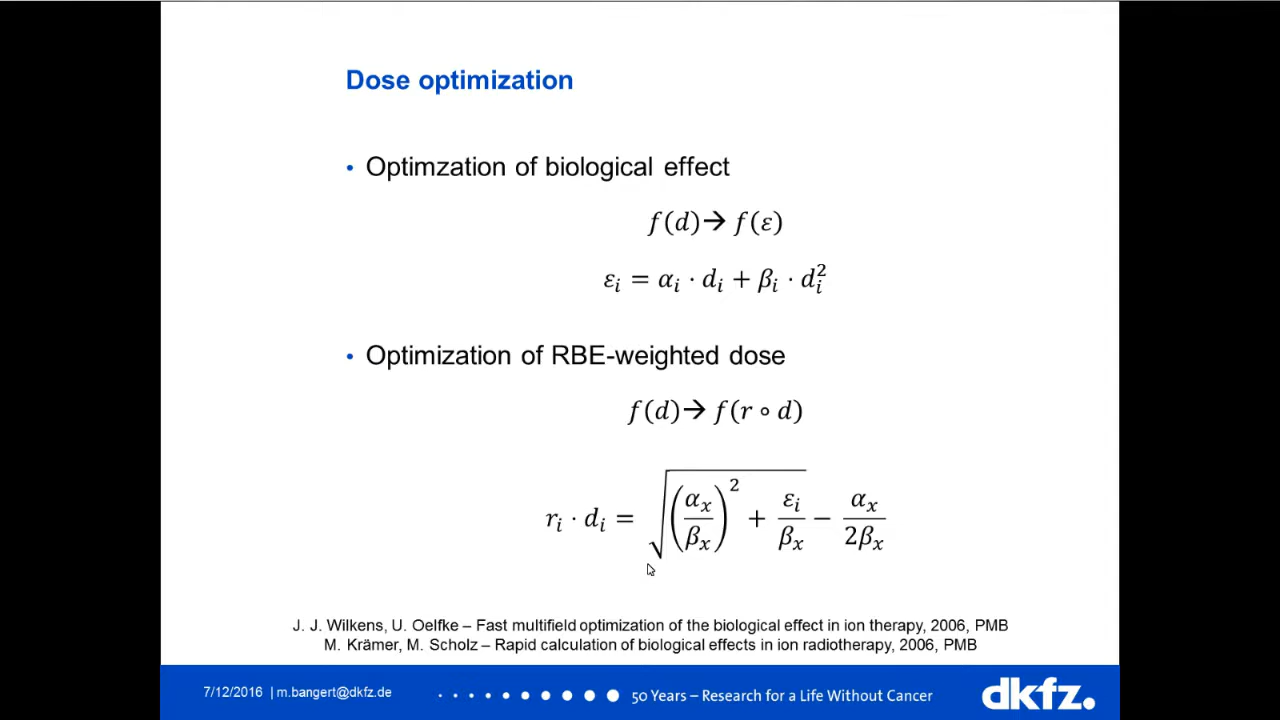 Dose optimization
• Optimzation of biological effect
f(d)→ f(ε)
εᵢ = αᵢ · dᵢ + βᵢ · dᵢ²
• Optimization of RBE-weighted dose
f(d)→ f(r ∘ d)
rᵢ · dᵢ = √((αₓ/βₓ)² + εᵢ/βₓ) − αₓ/2βₓ
J. J. Wilkens, U. Oelfke – Fast multifield optimization of the biological effect in ion therapy, 2006, PMB
M. Krämer, M. Scholz – Rapid calculation of biological effects in ion radiotherapy, 2006, PMB
7/12/2016 | m.bangert@dkfz.de
50 Years – Research for a Life Without Cancer
dkfz.